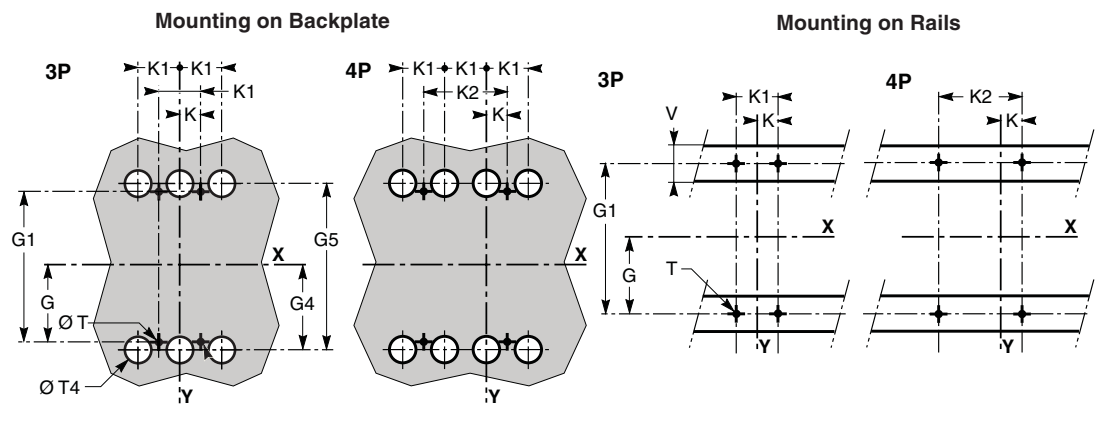 Mounting on Backplate
3P
K1 K1
K1
K
G1
G
G5
G4
X
Ø T
Ø T4
Y
4P
K1 K1 K1
K2
K
X
Y
Mounting on Rails
3P
K1
K
V
G1
G
T
X
Y
4P
K2
K
X
Y